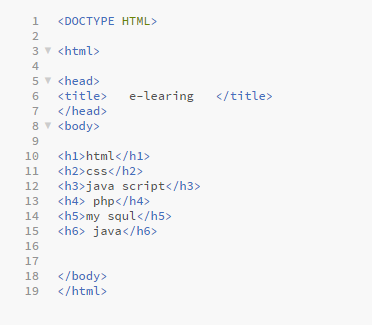 1 <DOCTYPE HTML>
2
3 <html>
4
5 <head>
6 <title>   e-learing   </title>
7 </head>
8 <body>
9
10 <h1>html</h1>
11 <h2>css</h2>
12 <h3>java script</h3>
13 <h4> php</h4>
14 <h5>my squl</h5>
15 <h6> java</h6>
16
17
18 </body>
19 </html>